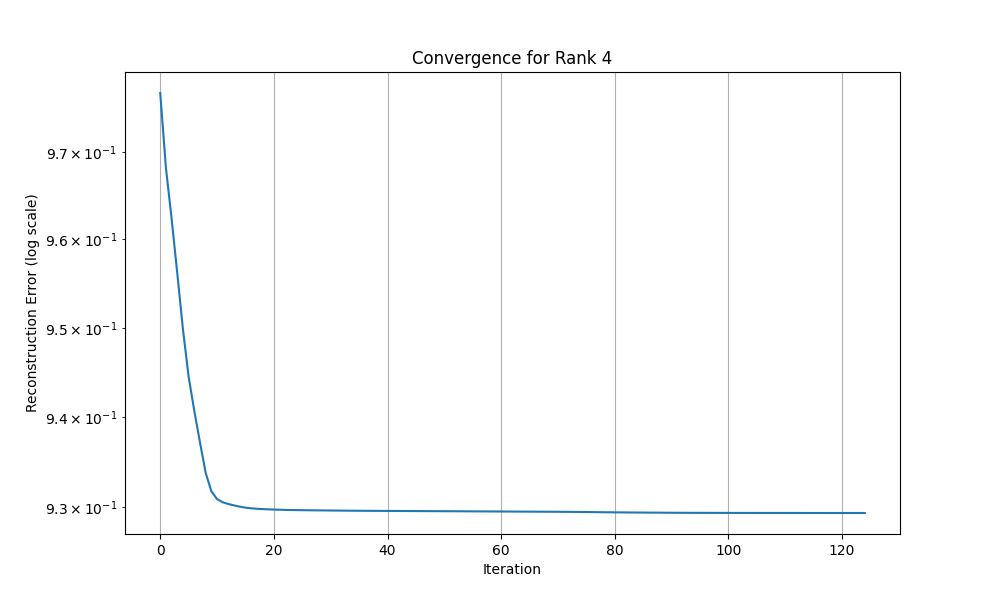 Convergence for Rank 4
Reconstruction Error (log scale)
9.7 × 10⁻¹
9.6 × 10⁻¹
9.5 × 10⁻¹
9.4 × 10⁻¹
9.3 × 10⁻¹
0 20 40 60 80 100 120
Iteration